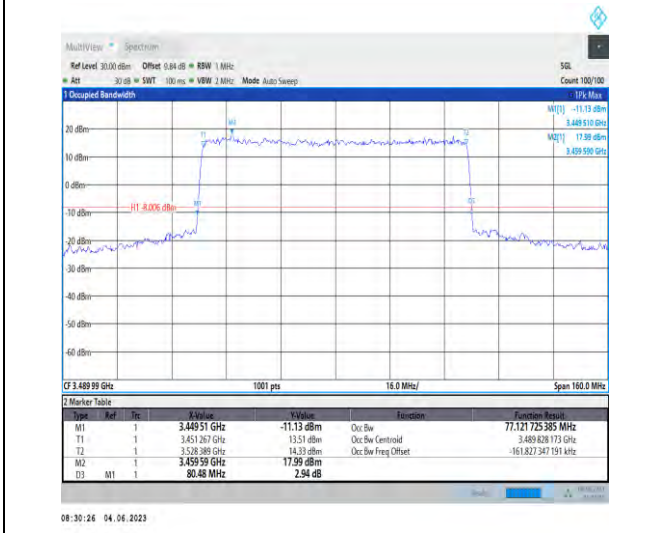 MultiView Spectrum
Ref Level 30.00 dBm Offset 9.84 dB RBW 1 MHz SGL
Att 30 dB SWT 100 ms VBW 2 MHz Mode Auto Sweep Count 100/100
1 Occupied Bandwidth 1Pk Max
M1[1] -11.13 dBm
3.449 510 GHz
M2[1] 17.99 dBm
3.459 590 GHz
M2
T1
T2
20 dBm
10 dBm
0 dBm
M1
D3
H1 -8.006 dBm
-10 dBm
-20 dBm
-30 dBm
-40 dBm
-50 dBm
-60 dBm
CF 3.489 99 GHz 1001 pts 16.0 MHz/ Span 160.0 MHz
2 Marker Table
Type Ref Trc X-Value Y-Value Function Function Result
M1 1 3.449 51 GHz -11.13 dBm Occ Bw 77.121 725 385 MHz
T1 1 3.451 267 GHz 13.51 dBm Occ Bw Centroid 3.489 828 173 GHz
T2 1 3.528 389 GHz 14.33 dBm Occ Bw Freq Offset -161.827 347 191 kHz
M2 1 3.459 59 GHz 17.99 dBm
D3 M1 1 80.48 MHz 2.94 dB
08:30:26 04.06.2023